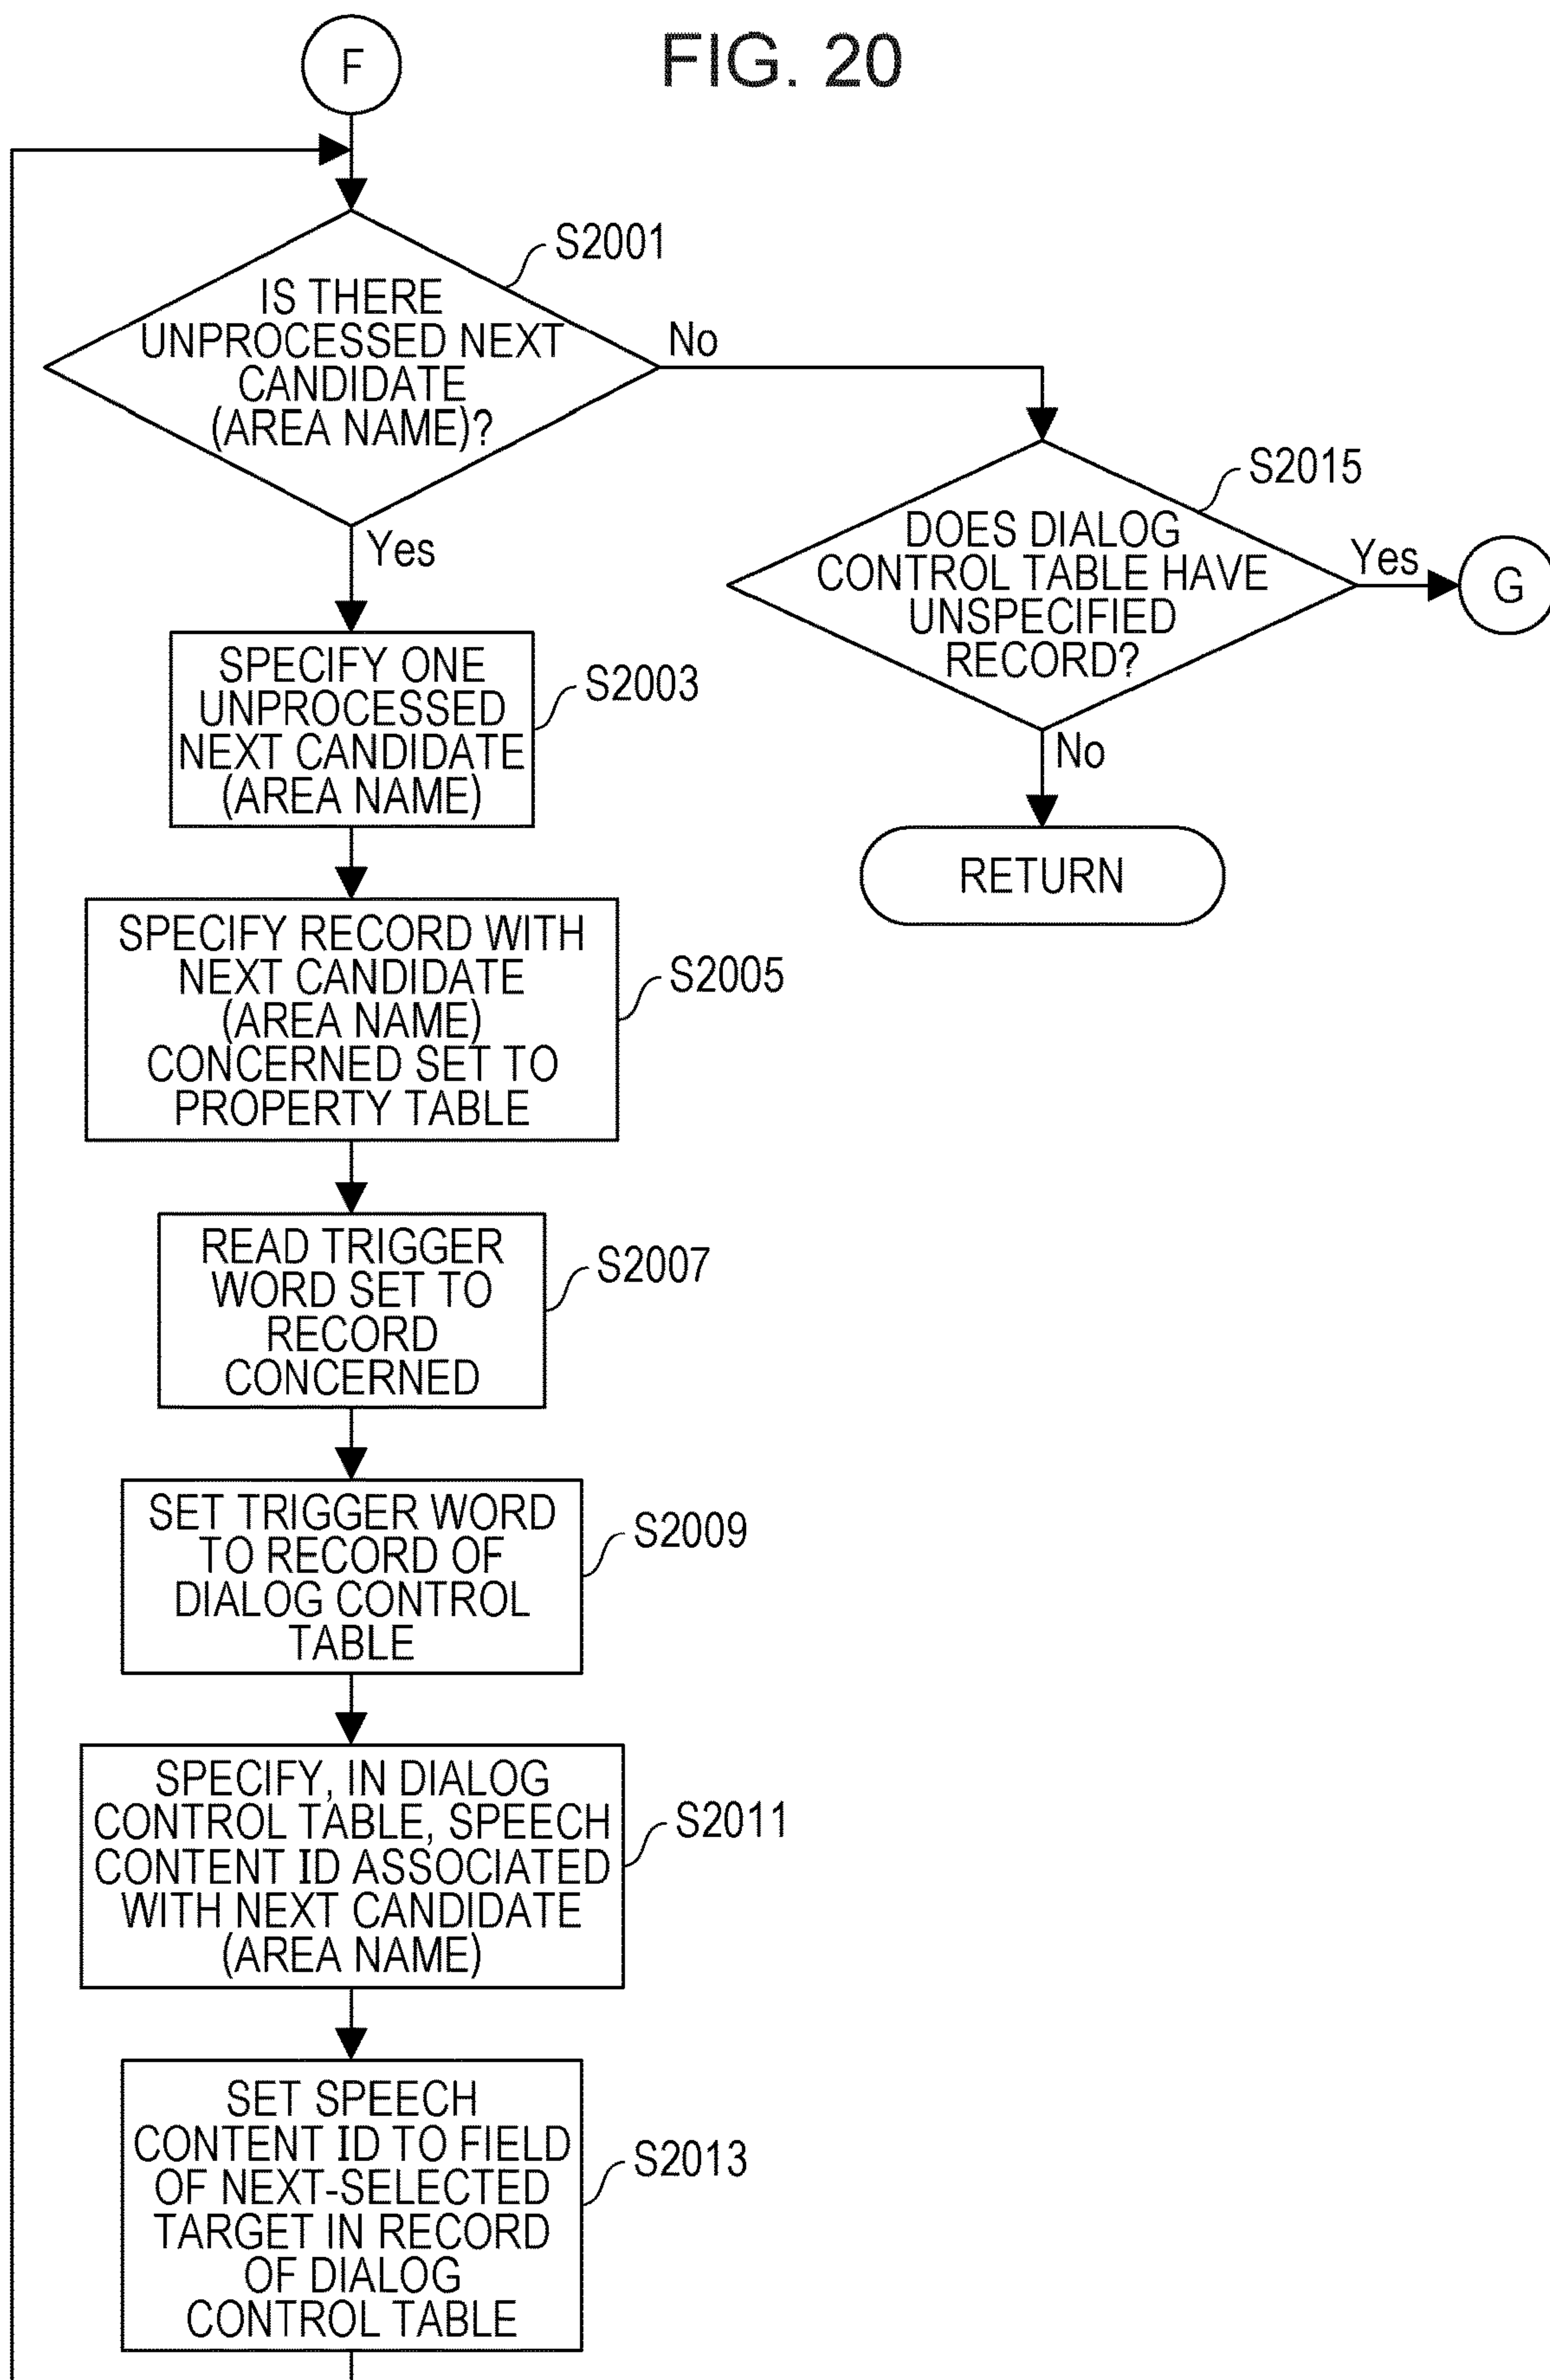 FIG. 20
F
S2001
IS THERE
UNPROCESSED NEXT
CANDIDATE
(AREA NAME)?
No
Yes
S2015
DOES DIALOG
CONTROL TABLE HAVE
UNSPECIFIED
RECORD?
Yes
G
No
RETURN
SPECIFY ONE
UNPROCESSED
NEXT CANDIDATE
(AREA NAME)
S2003
SPECIFY RECORD WITH
NEXT CANDIDATE
(AREA NAME)
CONCERNED SET TO
PROPERTY TABLE
S2005
READ TRIGGER
WORD SET TO
RECORD
CONCERNED
S2007
SET TRIGGER WORD
TO RECORD OF
DIALOG CONTROL
TABLE
S2009
SPECIFY, IN DIALOG
CONTROL TABLE, SPEECH
CONTENT ID ASSOCIATED
WITH NEXT CANDIDATE
(AREA NAME)
S2011
SET SPEECH
CONTENT ID TO FIELD
OF NEXT-SELECTED
TARGET IN RECORD
OF DIALOG
CONTROL TABLE
S2013